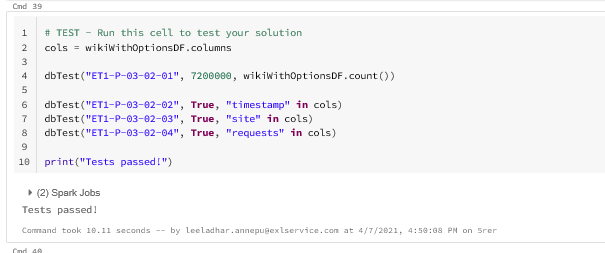 Cmd 39
1 # TEST - Run this cell to test your solution
2 cols = wikiWithOptionsDF.columns
3
4 dbTest("ET1-P-03-02-01", 7200000, wikiWithOptionsDF.count())
5
6 dbTest("ET1-P-03-02-02", True, "timestamp" in cols)
7 dbTest("ET1-P-03-02-03", True, "site" in cols)
8 dbTest("ET1-P-03-02-04", True, "requests" in cols)
9
10 print("Tests passed!")
(2) Spark Jobs
Tests passed!
Command took 10.11 seconds -- by leeladhar.annepu@exlservice.com at 4/7/2021, 4:50:08 PM on 5rer
Cmd 40